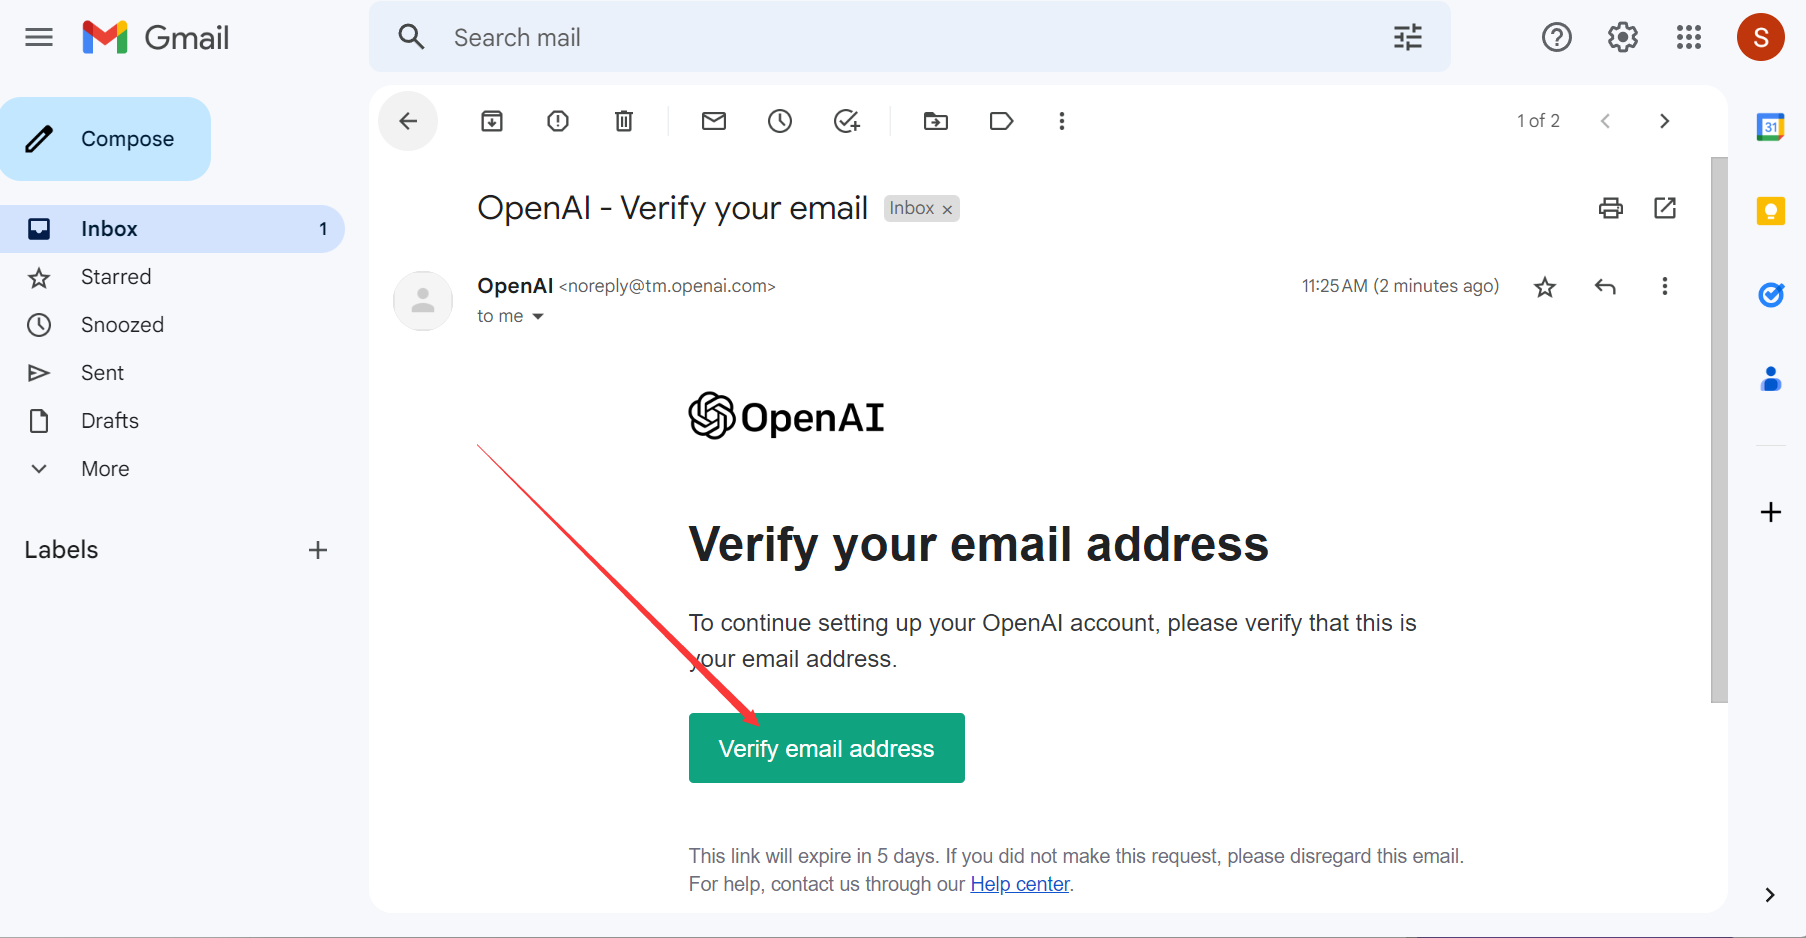 Gmail
Search mail
S
Compose
1 of 2
31
OpenAI - Verify your email Inbox ×
Inbox 1
Starred
Snoozed
Sent
Drafts
More
Labels
OpenAI <noreply@tm.openai.com> 11:25 AM (2 minutes ago)
to me
OpenAI
Verify your email address
To continue setting up your OpenAI account, please verify that this is
your email address.
Verify email address
This link will expire in 5 days. If you did not make this request, please disregard this email.
For help, contact us through our Help center.